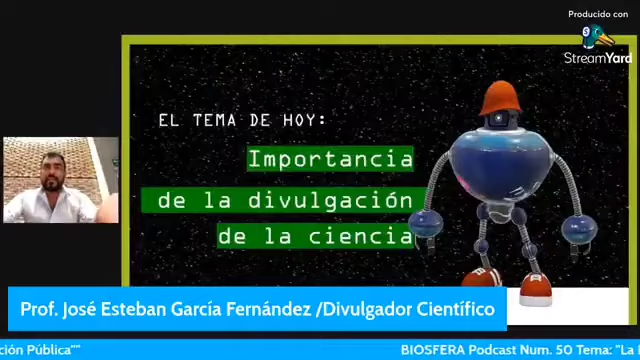 Producido con
StreamYard
EL TEMA DE HOY:
Importancia
de la divulgación
de la ciencia
Prof. José Esteban García Fernández /Divulgador Científico
ción Pública""
BIOSFERA Podcast Num. 50 Tema: "La